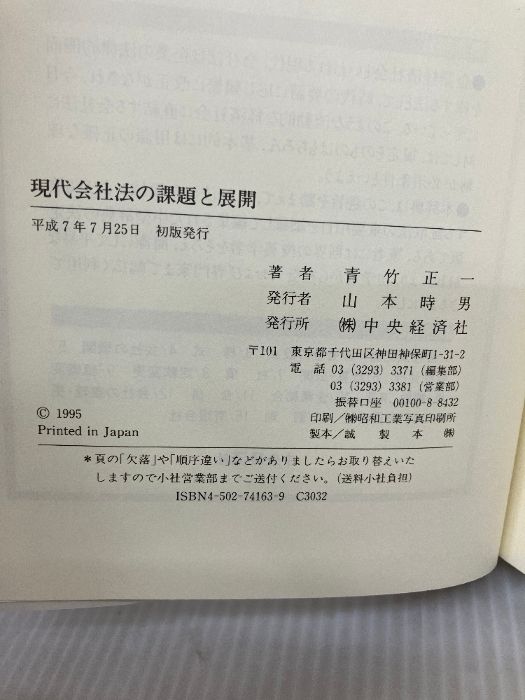 現代会社法の課題と展開
平成7年7月25日 初版発行
著者 青竹正一
発行者 山本時男
発行所 ㈱中央経済社
〒101 東京都千代田区神田神保町1-31-2
電話 03 (3293) 3371 (編集部)
03 (3293) 3381 (営業部)
振替口座 00100-8-8432
印刷/㈱昭和工業写真印刷所
製本/誠製本㈱
© 1995
Printed in Japan
＊頁の「欠落」や「順序違い」などがありましたらお取り替えいた
しますので小社営業部までご送付ください。(送料小社負担)
ISBN4-502-74163-9 C3032